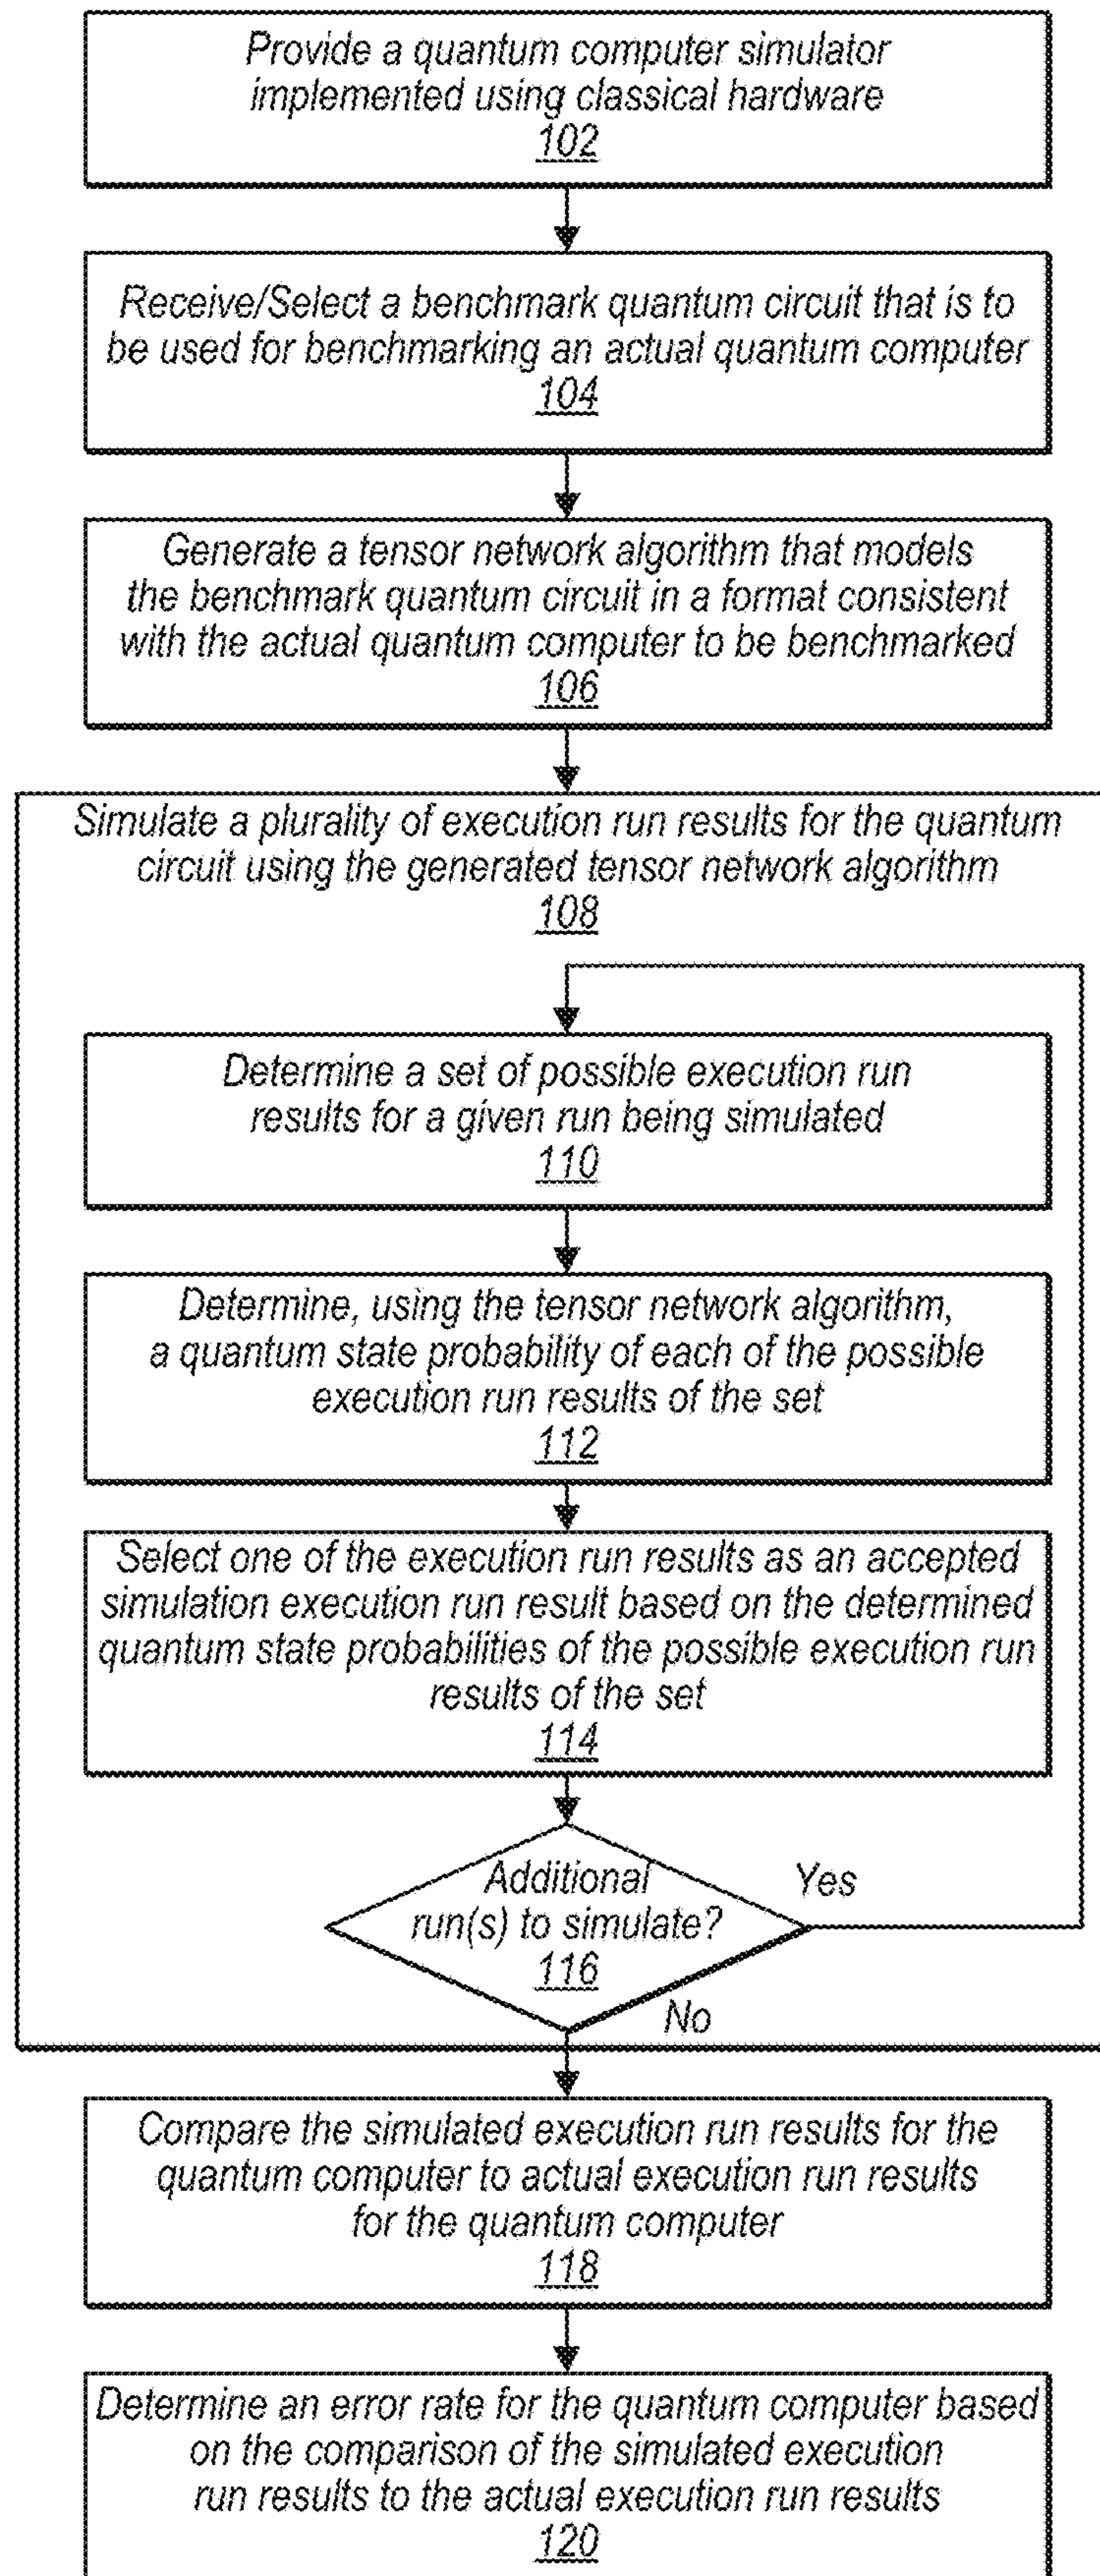 Provide a quantum computer simulator
implemented using classical hardware
102
Receive/Select a benchmark quantum circuit that is to
be used for benchmarking an actual quantum computer
104
Generate a tensor network algorithm that models
the benchmark quantum circuit in a format consistent
with the actual quantum computer to be benchmarked
106
Simulate a plurality of execution run results for the quantum
circuit using the generated tensor network algorithm
108
Determine a set of possible execution run
results for a given run being simulated
110
Determine, using the tensor network algorithm,
a quantum state probability of each of the possible
execution run results of the set
112
Select one of the execution run results as an accepted
simulation execution run result based on the determined
quantum state probabilities of the possible execution run
results of the set
114
Additional
run(s) to simulate?
116
Yes
No
Compare the simulated execution run results for the
quantum computer to actual execution run results
for the quantum computer
118
Determine an error rate for the quantum computer based
on the comparison of the simulated execution
run results to the actual execution run results
120